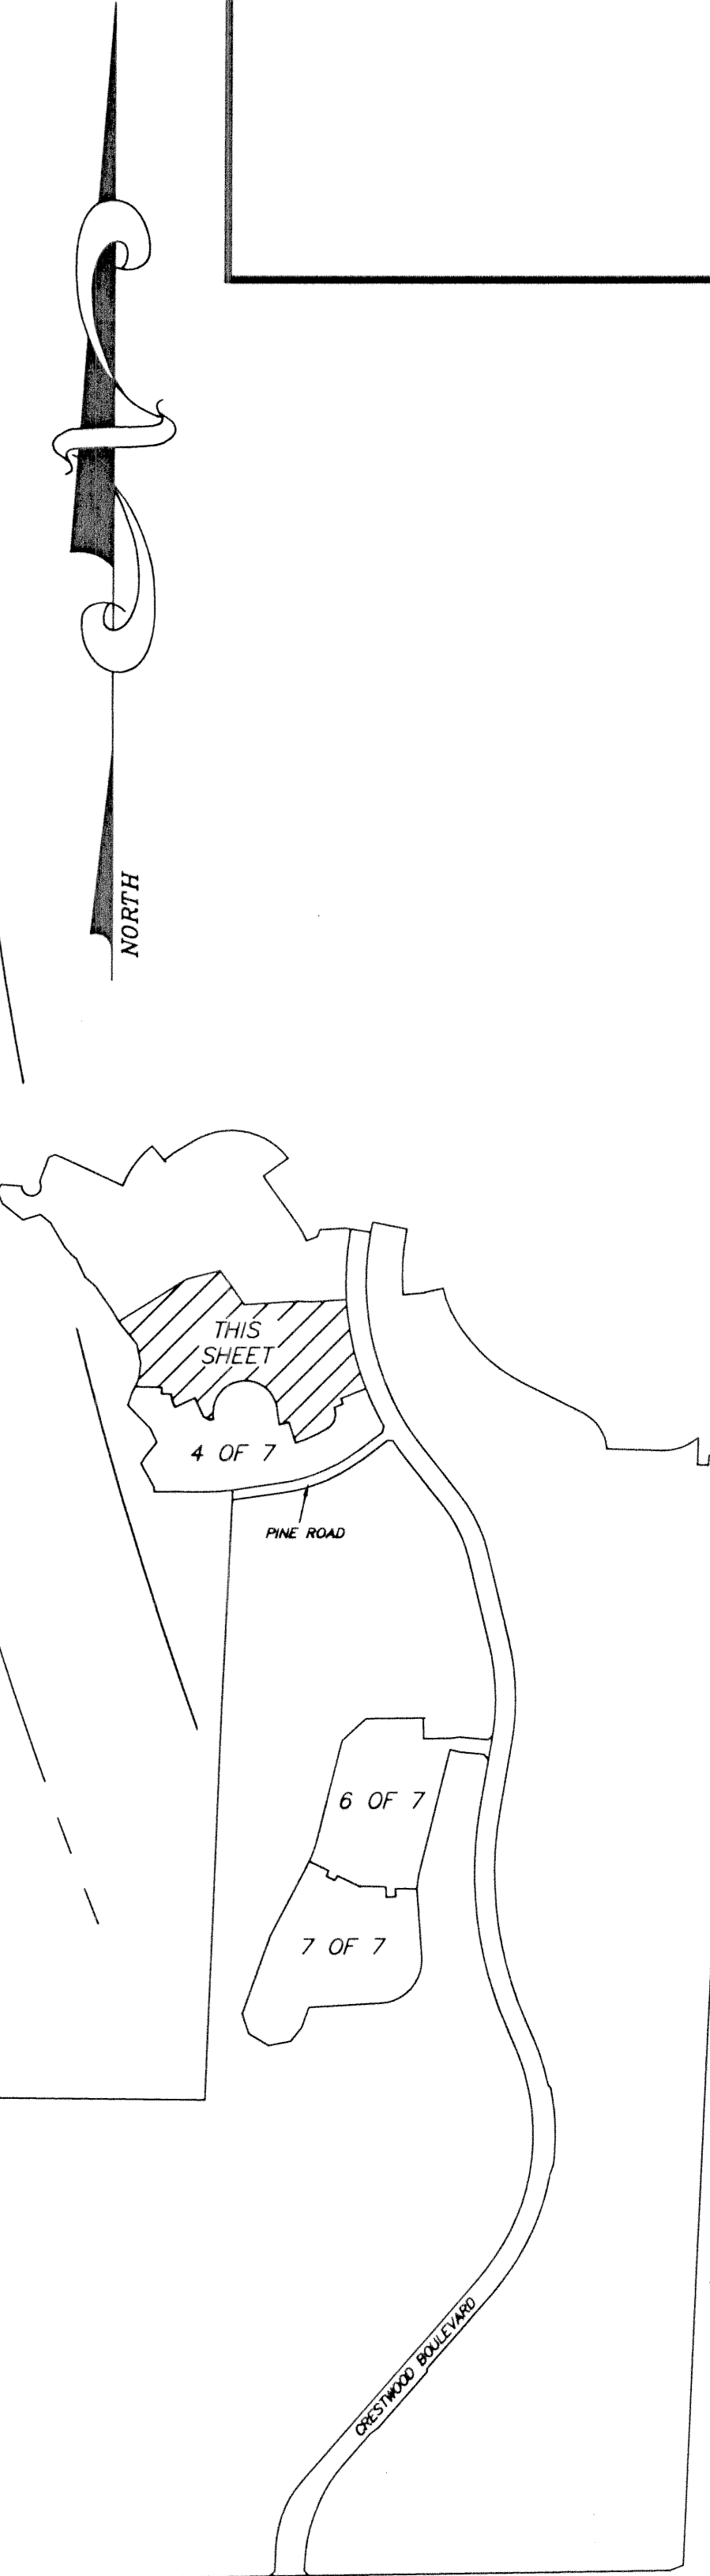 NORTH
THIS
SHEET
4 OF 7
PINE ROAD
6 OF 7
7 OF 7
CRESTWOOD BOULEVARD